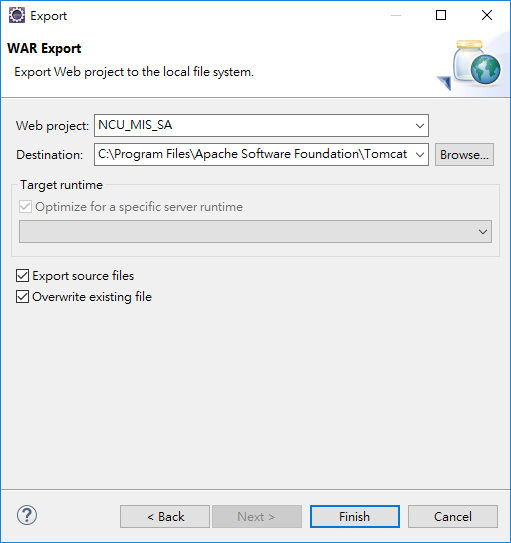 Export
WAR Export
Export Web project to the local file system.
Web project: NCU_MIS_SA
Destination: C:\Program Files\Apache Software Foundation\Tomcat Browse...
Target runtime
Optimize for a specific server runtime
Export source files
Overwrite existing file
? < Back Next > Finish Cancel